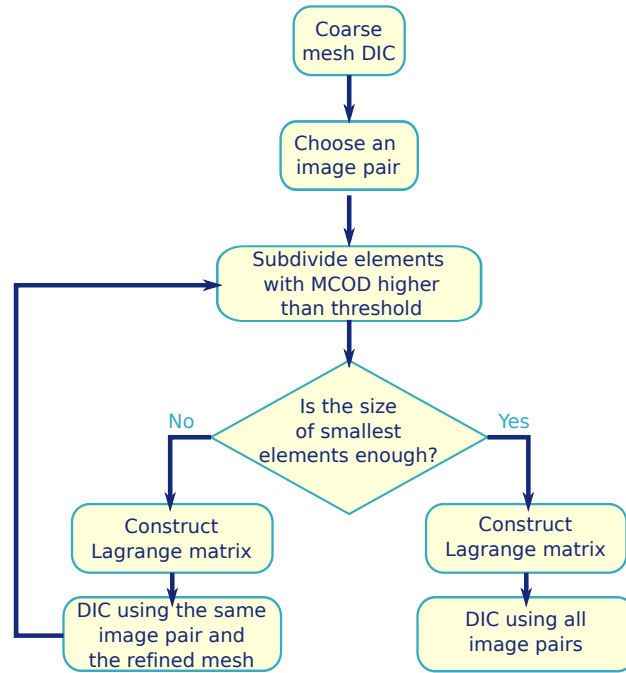 Coarse
mesh DIC
Choose an
image pair
Subdivide elements
with MCOD higher
than threshold
Is the size
of smallest
elements enough?
No
Yes
Construct
Lagrange matrix
Construct
Lagrange matrix
DIC using the same
image pair and
the refined mesh
DIC using all
image pairs